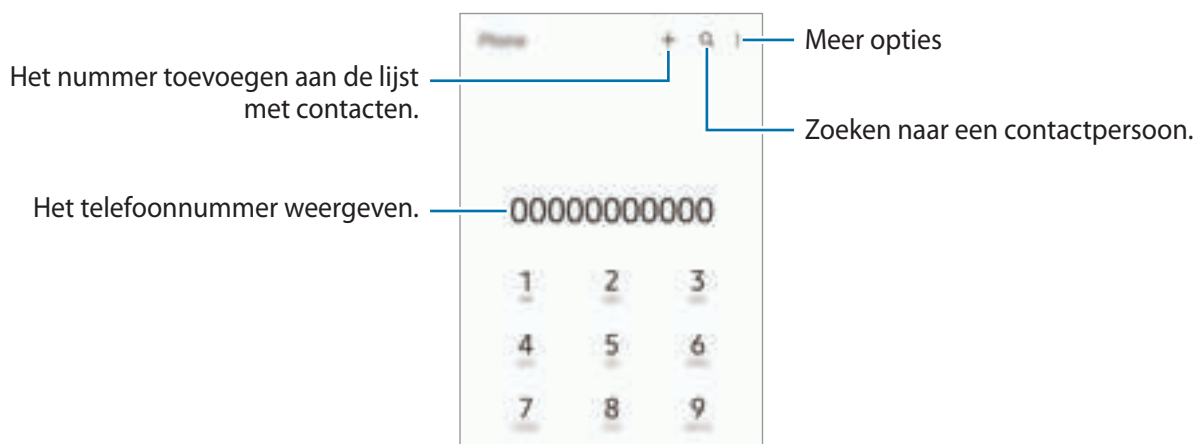 Phone
Meer opties
Het nummer toevoegen aan de lijst
met contacten.
Zoeken naar een contactpersoon.
Het telefoonnummer weergeven.
00000000000
1 2 3
4 5 6
7 8 9